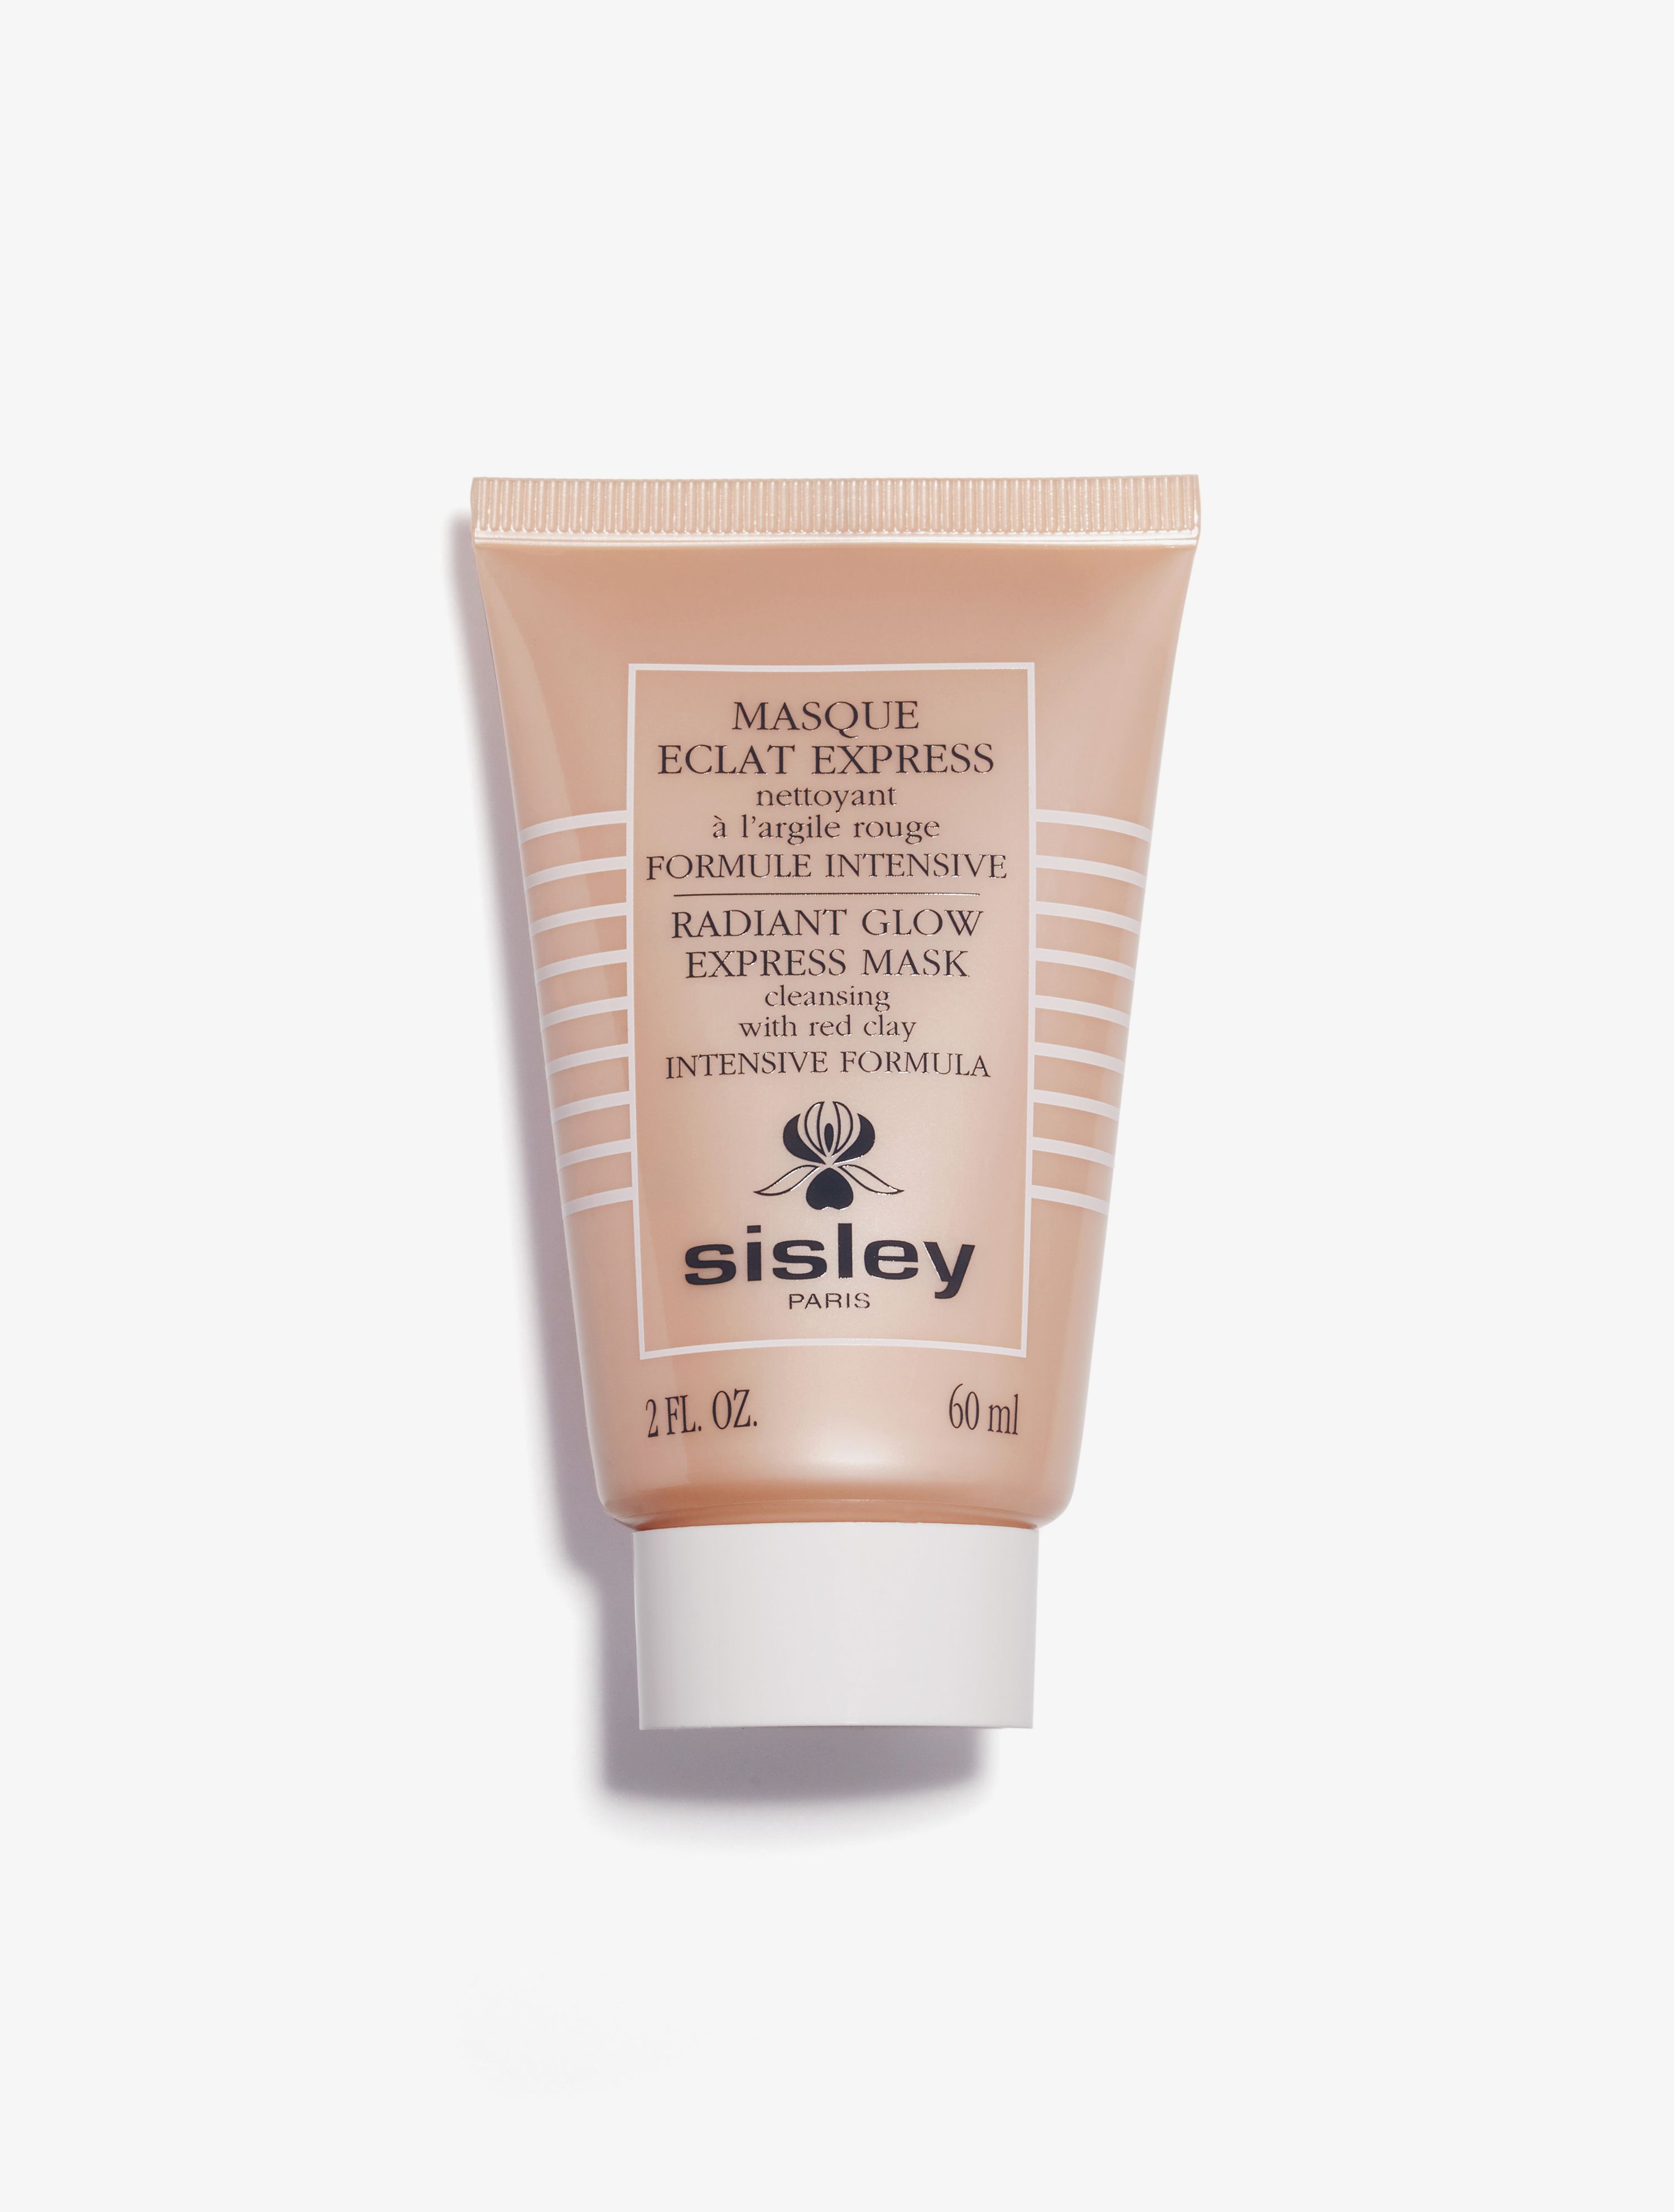 MASQUE
ECLAT EXPRESS
nettoyant
à l'argile rouge
FORMULE INTENSIVE
RADIANT GLOW
EXPRESS MASK
cleansing
with red clay
INTENSIVE FORMULA
sisley
PARIS
2 FL. OZ. 60 ml